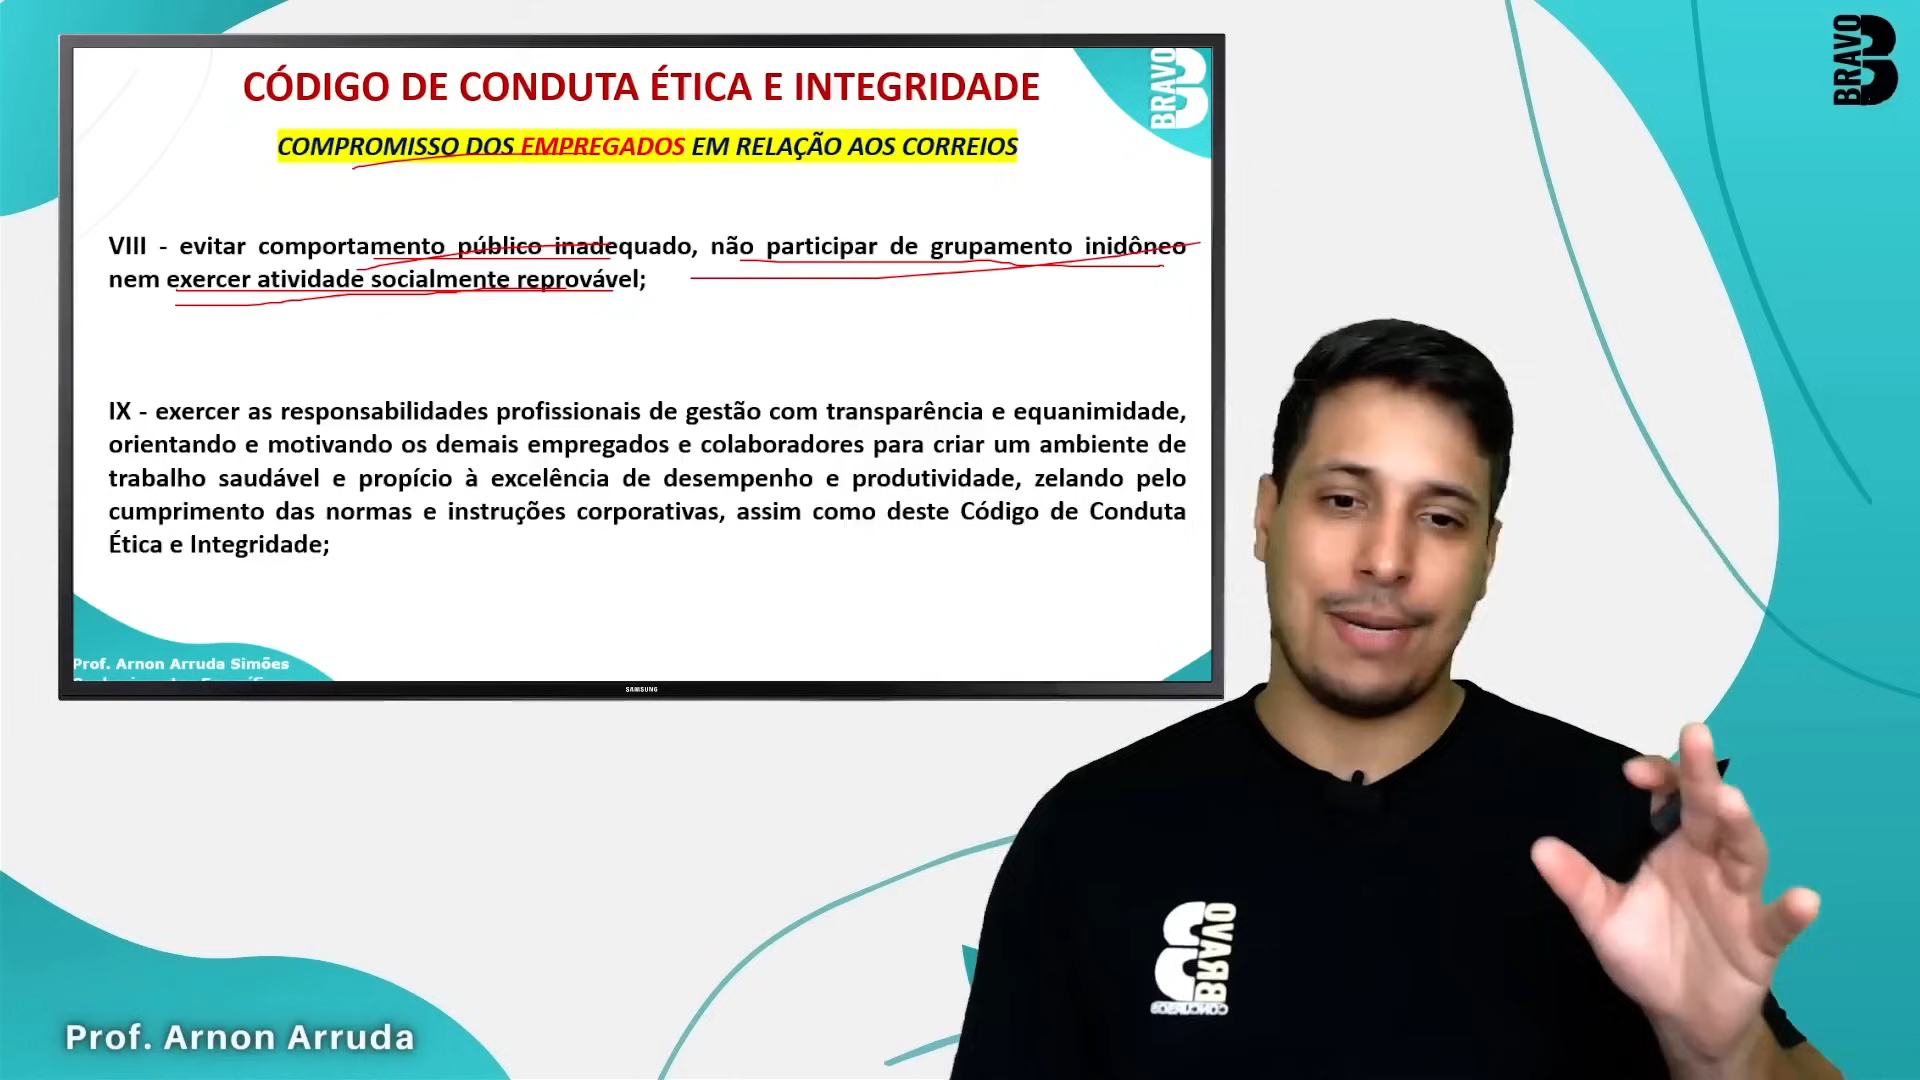 BRAVO
BRAVO
CÓDIGO DE CONDUTA ÉTICA E INTEGRIDADE
COMPROMISSO DOS EMPREGADOS EM RELAÇÃO AOS CORREIOS
VIII - evitar comportamento público inadequado, não participar de grupamento inidôneo
nem exercer atividade socialmente reprovável;
IX - exercer as responsabilidades profissionais de gestão com transparência e equanimidade,
orientando e motivando os demais empregados e colaboradores para criar um ambiente de
trabalho saudável e propício à excelência de desempenho e produtividade, zelando pelo
cumprimento das normas e instruções corporativas, assim como deste Código de Conduta
Ética e Integridade;
Prof. Arnon Arruda Simões
SAMSUNG
BRAVO
CONCURSOS
Prof. Arnon Arruda